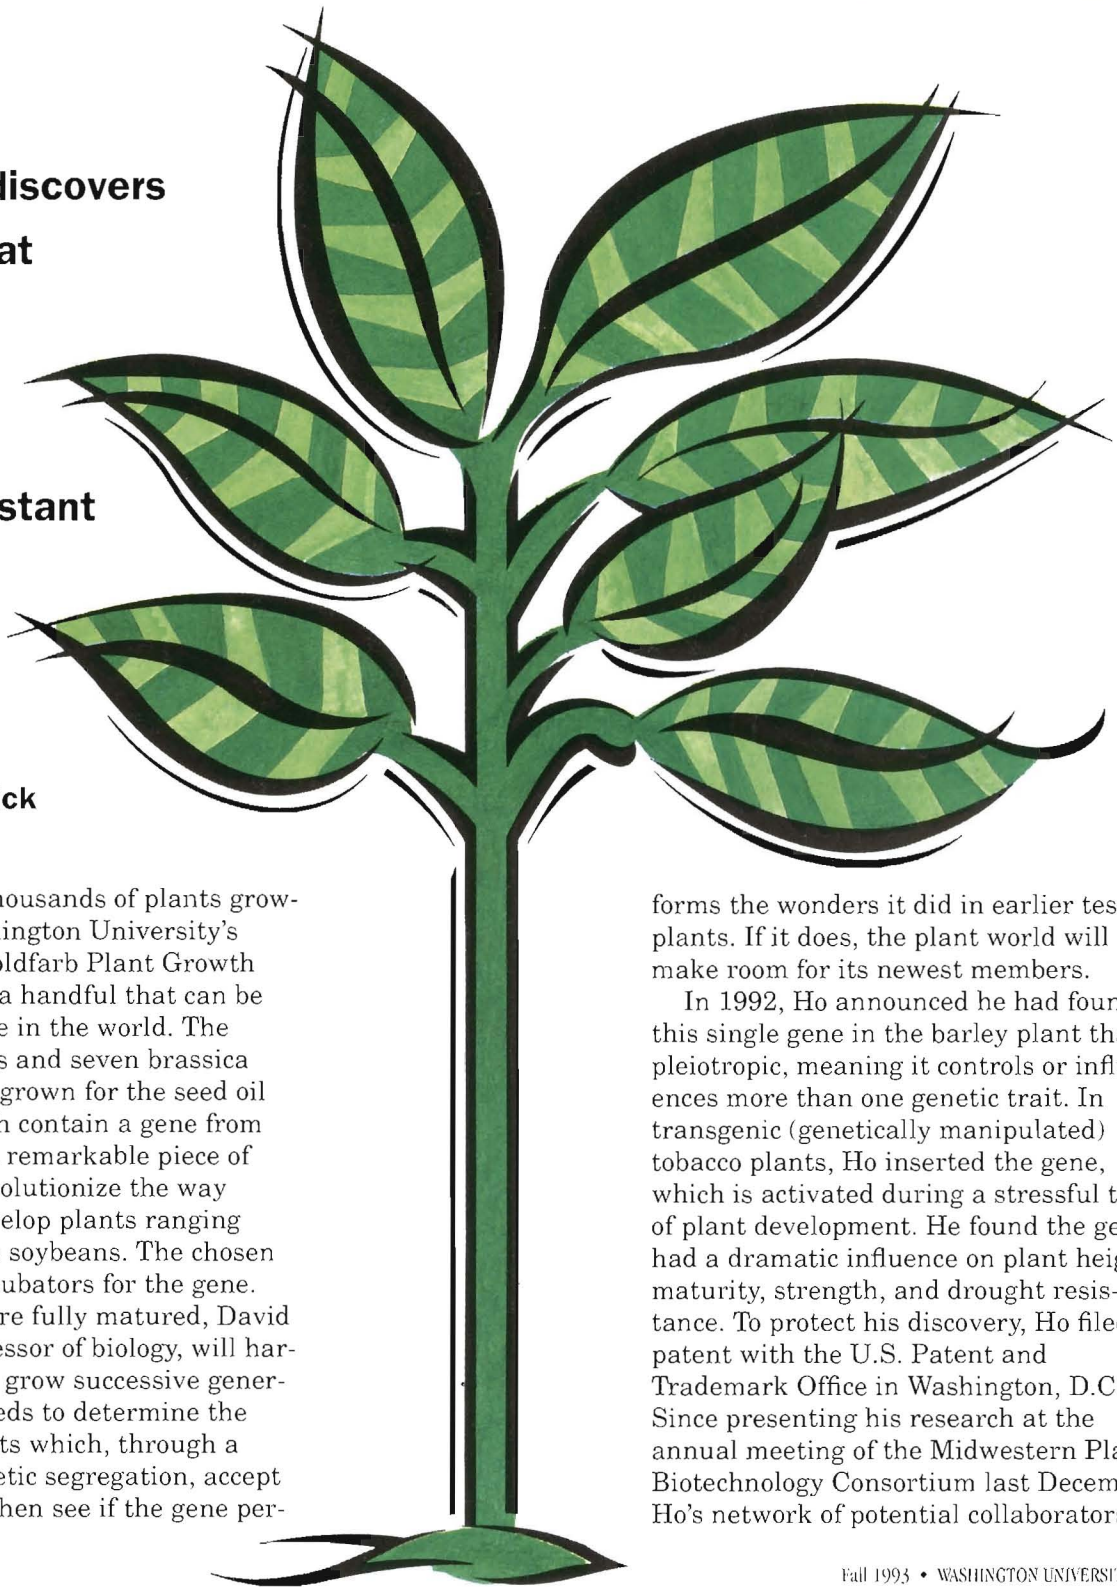 discovers
at
stant
ck
housands of plants grow-
ington University's
oldfarb Plant Growth
a handful that can be
e in the world. The
s and seven brassica
grown for the seed oil
n contain a gene from
remarkable piece of
olutionize the way
elop plants ranging
soybeans. The chosen
ubators for the gene.
re fully matured, David
essor of biology, will har-
grow successive gener-
eds to determine the
ts which, through a
etic segregation, accept
hen see if the gene per-
forms the wonders it did in earlier tes
plants. If it does, the plant world will
make room for its newest members.
In 1992, Ho announced he had foun
this single gene in the barley plant th
pleiotropic, meaning it controls or infl
ences more than one genetic trait. In
transgenic (genetically manipulated)
tobacco plants, Ho inserted the gene,
which is activated during a stressful t
of plant development. He found the ge
had a dramatic influence on plant heig
maturity, strength, and drought resis-
tance. To protect his discovery, Ho file
patent with the U.S. Patent and
Trademark Office in Washington, D.C
Since presenting his research at the
annual meeting of the Midwestern Pla
Biotechnology Consortium last Decem
Ho's network of potential collaborator
Fall 1993 • WASHINGTON UNIVERSI